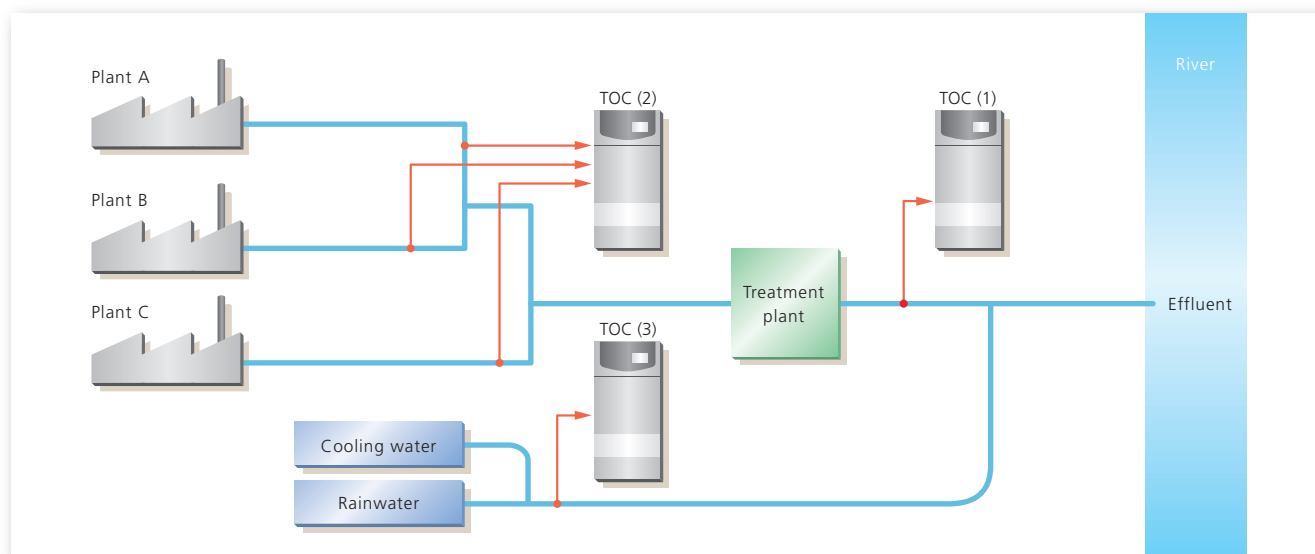 River
Plant A
TOC (2)
TOC (1)
Plant B
Plant C
Treatment
plant
Effluent
TOC (3)
Cooling water
Rainwater